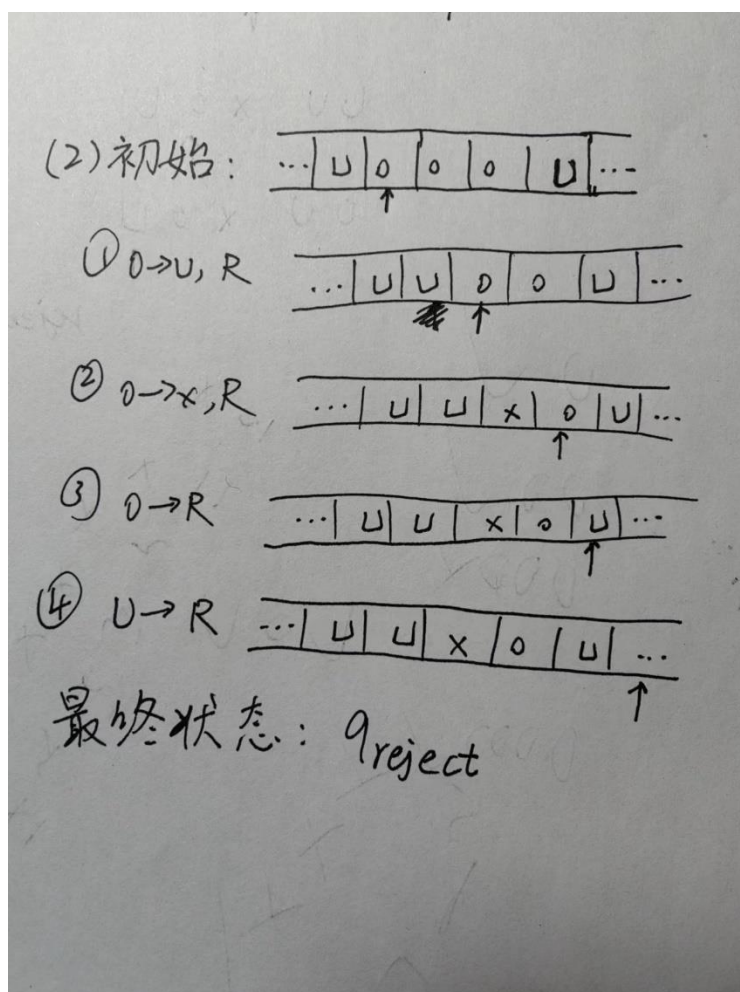 (2)初始: ...|U|0|0|0|U|...
↑
① 0→U, R ...|U|U|0|0|U|...
↑
② 0→x, R ...|U|U|x|0|U|...
↑
③ 0→R ...|U|U|x|0|U|...
↑
④ U→R ...|U|U|x|0|U|...
↑
最终状态: qreject